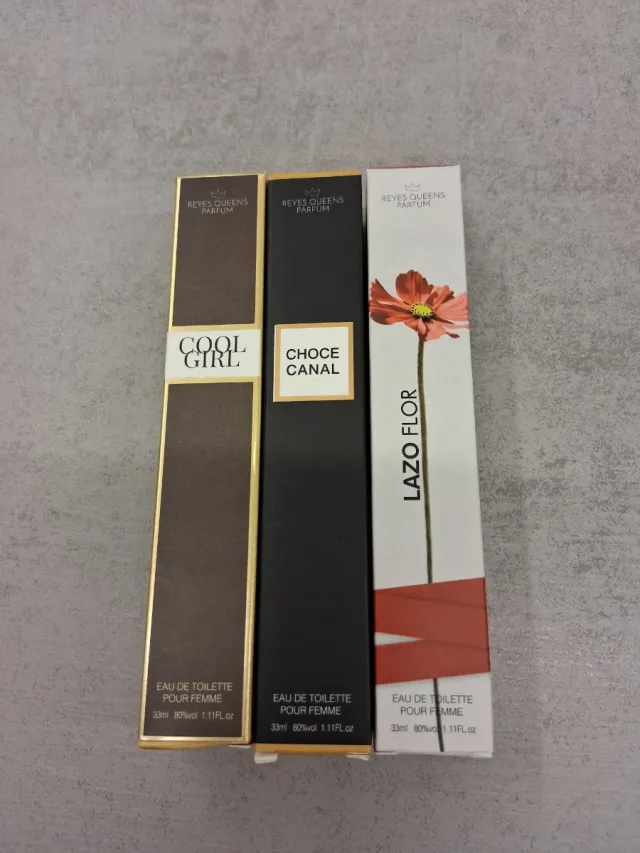 REYES QUEENS
PARFUM
COOL
GIRL
EAU DE TOILETTE
POUR FEMME
33ml 80%vol 1.11FL.oz
REYES QUEENS
PARFUM
CHOCE
CANAL
EAU DE TOILETTE
POUR FEMME
33ml 80%vol 1.11FL.oz
REYES QUEENS
PARFUM
LAZO FLOR
EAU DE TOILETTE
POUR FEMME
33ml 80%vol 1.11FL.oz